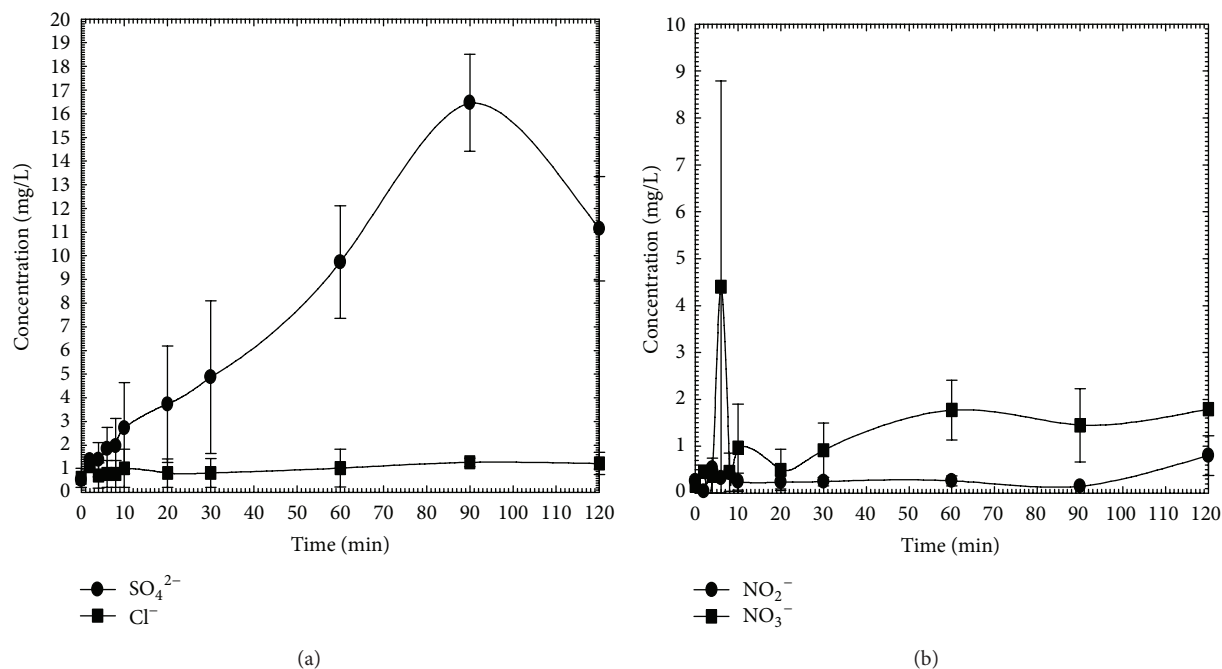 20
19
18
17
16
15
14
13
12
11
10
9
8
7
6
5
4
3
2
1
0
Concentration (mg/L)
0 10 20 30 40 50 60 70 80 90 100 110 120
Time (min)
SO₄²⁻
Cl⁻
(a)
10
9
8
7
6
5
4
3
2
1
0
Concentration (mg/L)
0 10 20 30 40 50 60 70 80 90 100 110 120
Time (min)
NO₂⁻
NO₃⁻
(b)